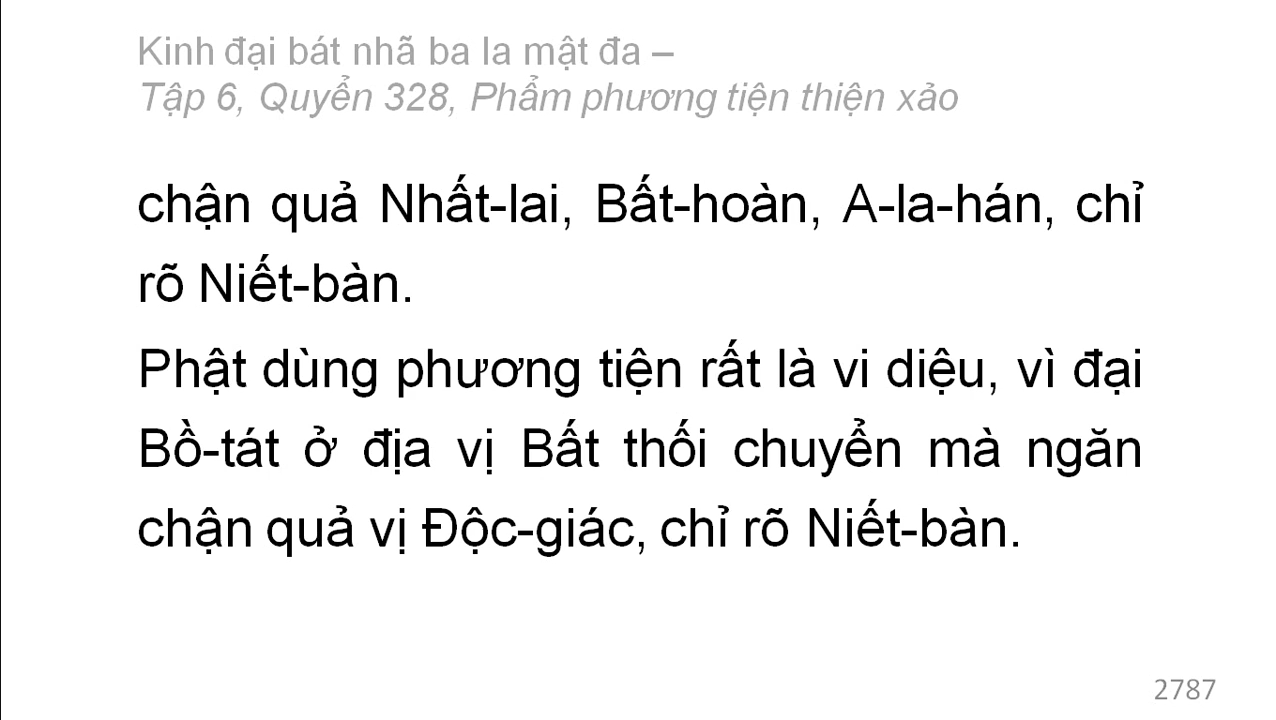 Kinh đại bát nhã ba la mật đa –
Tập 6, Quyển 328, Phẩm phương tiện thiện xảo
chận quả Nhất-lai, Bất-hoàn, A-la-hán, chỉ
rõ Niết-bàn.
Phật dùng phương tiện rất là vi diệu, vì đại
Bồ-tát ở địa vị Bất thối chuyển mà ngăn
chận quả vị Độc-giác, chỉ rõ Niết-bàn.
2787